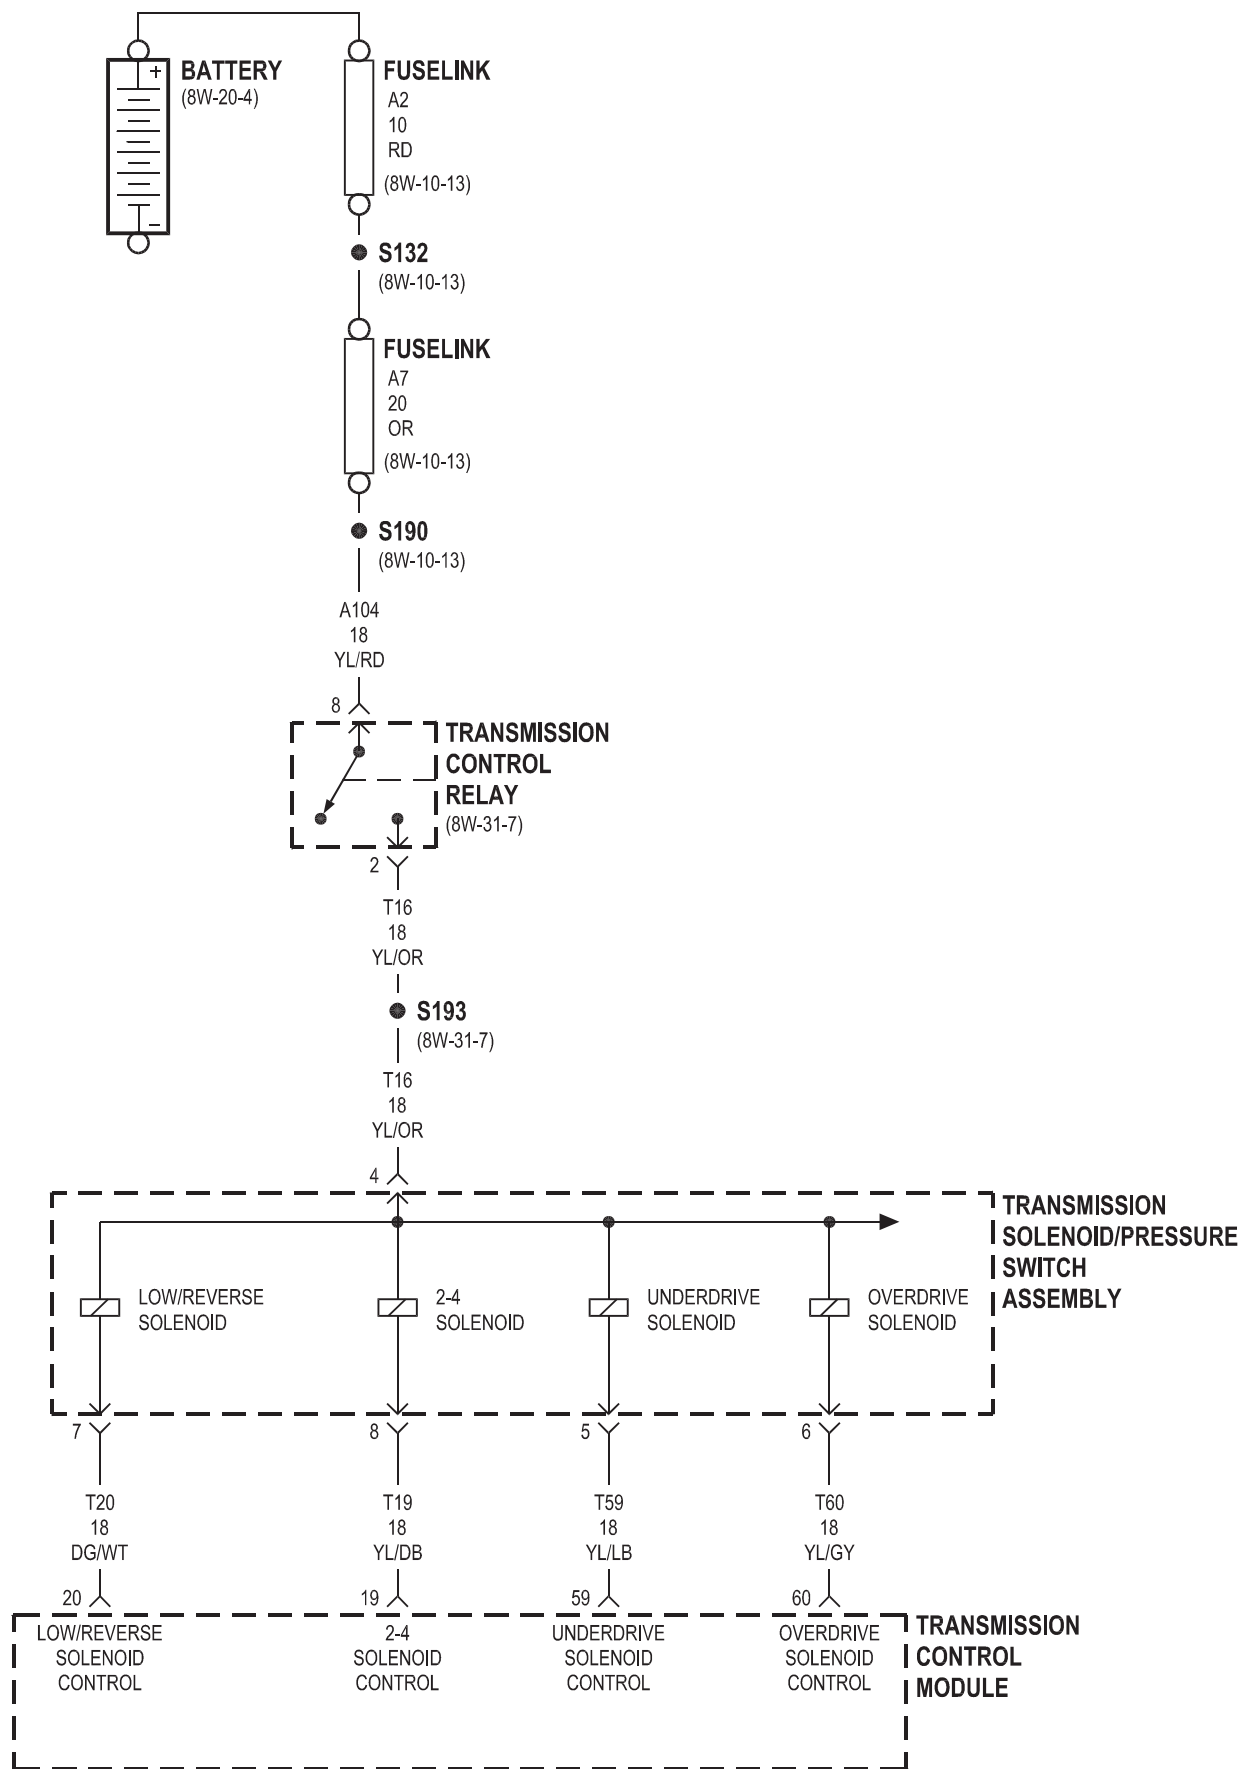 +
BATTERY
(8W-20-4)
−
FUSELINK
A2
10
RD
(8W-10-13)
S132
(8W-10-13)
FUSELINK
A7
20
OR
(8W-10-13)
S190
(8W-10-13)
A104
18
YL/RD
8
TRANSMISSION
CONTROL
RELAY
(8W-31-7)
2
T16
18
YL/OR
S193
(8W-31-7)
T16
18
YL/OR
4
TRANSMISSION
SOLENOID/PRESSURE
SWITCH
ASSEMBLY
LOW/REVERSE
SOLENOID
2-4
SOLENOID
UNDERDRIVE
SOLENOID
OVERDRIVE
SOLENOID
7
8
5
6
T20
18
DG/WT
T19
18
YL/DB
T59
18
YL/LB
T60
18
YL/GY
20
19
59
60
LOW/REVERSE
SOLENOID
CONTROL
2-4
SOLENOID
CONTROL
UNDERDRIVE
SOLENOID
CONTROL
OVERDRIVE
SOLENOID
CONTROL
TRANSMISSION
CONTROL
MODULE